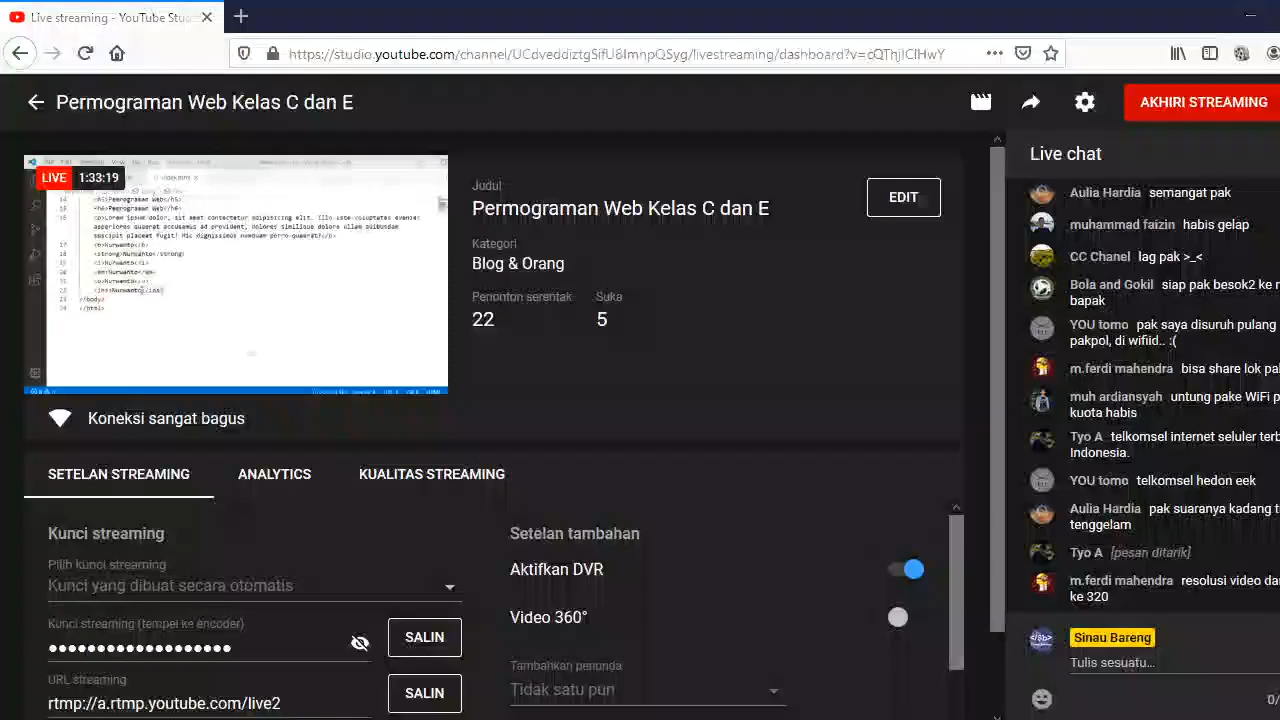 Live streaming - YouTube Stu
https://studio.youtube.com/channel/UCdveddiztgSifU8ImnpQSyg/livestreaming/dashboard?v=cQThjICIHwY
Permograman Web Kelas C dan E
AKHIRI STREAMING
LIVE 1:33:19
Judul
Permograman Web Kelas C dan E
EDIT
Kategori
Blog & Orang
Penonton serentak
22
Suka
5
Koneksi sangat bagus
SETELAN STREAMING
ANALYTICS
KUALITAS STREAMING
Kunci streaming
Pilih kunci streaming
Kunci yang dibuat secara otomatis
Kunci streaming (tempel ke encoder)
SALIN
URL streaming
rtmp://a.rtmp.youtube.com/live2
SALIN
Setelan tambahan
Aktifkan DVR
Video 360°
Tambahkan penunda
Tidak satu pun
Live chat
Aulia Hardia semangat pak
muhammad faizin habis gelap
CC Chanel lag pak >_<
Bola and Gokil siap pak besok2 ke
bapak
YOU tomo pak saya disuruh pulang
pakpol, di wifiid.. :(
m.ferdi mahendra bisa share lok pa
muh ardiansyah untung pake WiFi p
kuota habis
Tyo A telkomsel internet seluler terb
Indonesia.
YOU tomo telkomsel hedon eek
Aulia Hardia pak suaranya kadang t
tenggelam
Tyo A [pesan ditarik]
m.ferdi mahendra resolusi video da
ke 320
Sinau Bareng
Tulis sesuatu...
0/